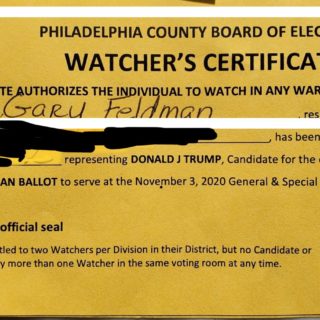 PHILADELPHIA COUNTY BOARD OF ELEC
WATCHER'S CERTIFICAT
TE AUTHORIZES THE INDIVIDUAL TO WATCH IN ANY WAR
Gary Feldman , res
, has been
representing DONALD J TRUMP, Candidate for the o
AN BALLOT to serve at the November 3, 2020 General & Special
official seal
tled to two Watchers per Division in their District, but no Candidate or
y more than one Watcher in the same voting room at any time.